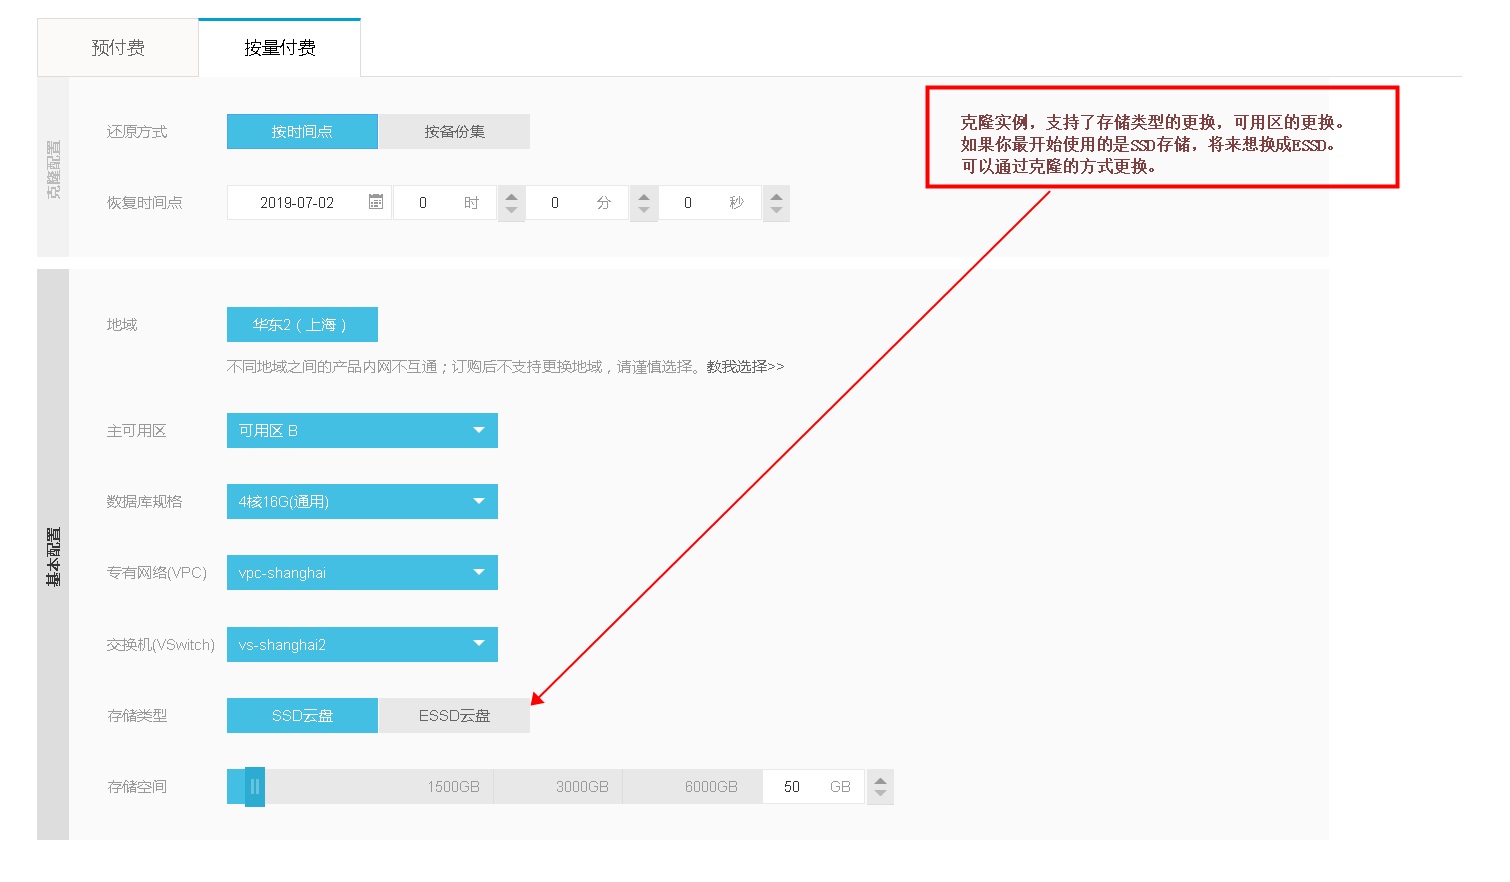 预付费
按量付费
克隆配置
还原方式
按时间点
按备份集
恢复时间点
2019-07-02
0 时
0 分
0 秒
克隆实例，支持了存储类型的更换，可用区的更换。
如果你最开始使用的是SSD存储，将来想换成ESSD。
可以通过克隆的方式更换。
基本配置
地域
华东2（上海）
不同地域之间的产品内网不互通；订购后不支持更换地域，请谨慎选择。教我选择>>
主可用区
可用区 B
数据库规格
4核16G(通用)
专有网络(VPC)
vpc-shanghai
交换机(VSwitch)
vs-shanghai2
存储类型
SSD云盘
ESSD云盘
存储空间
1500GB
3000GB
6000GB
50 GB